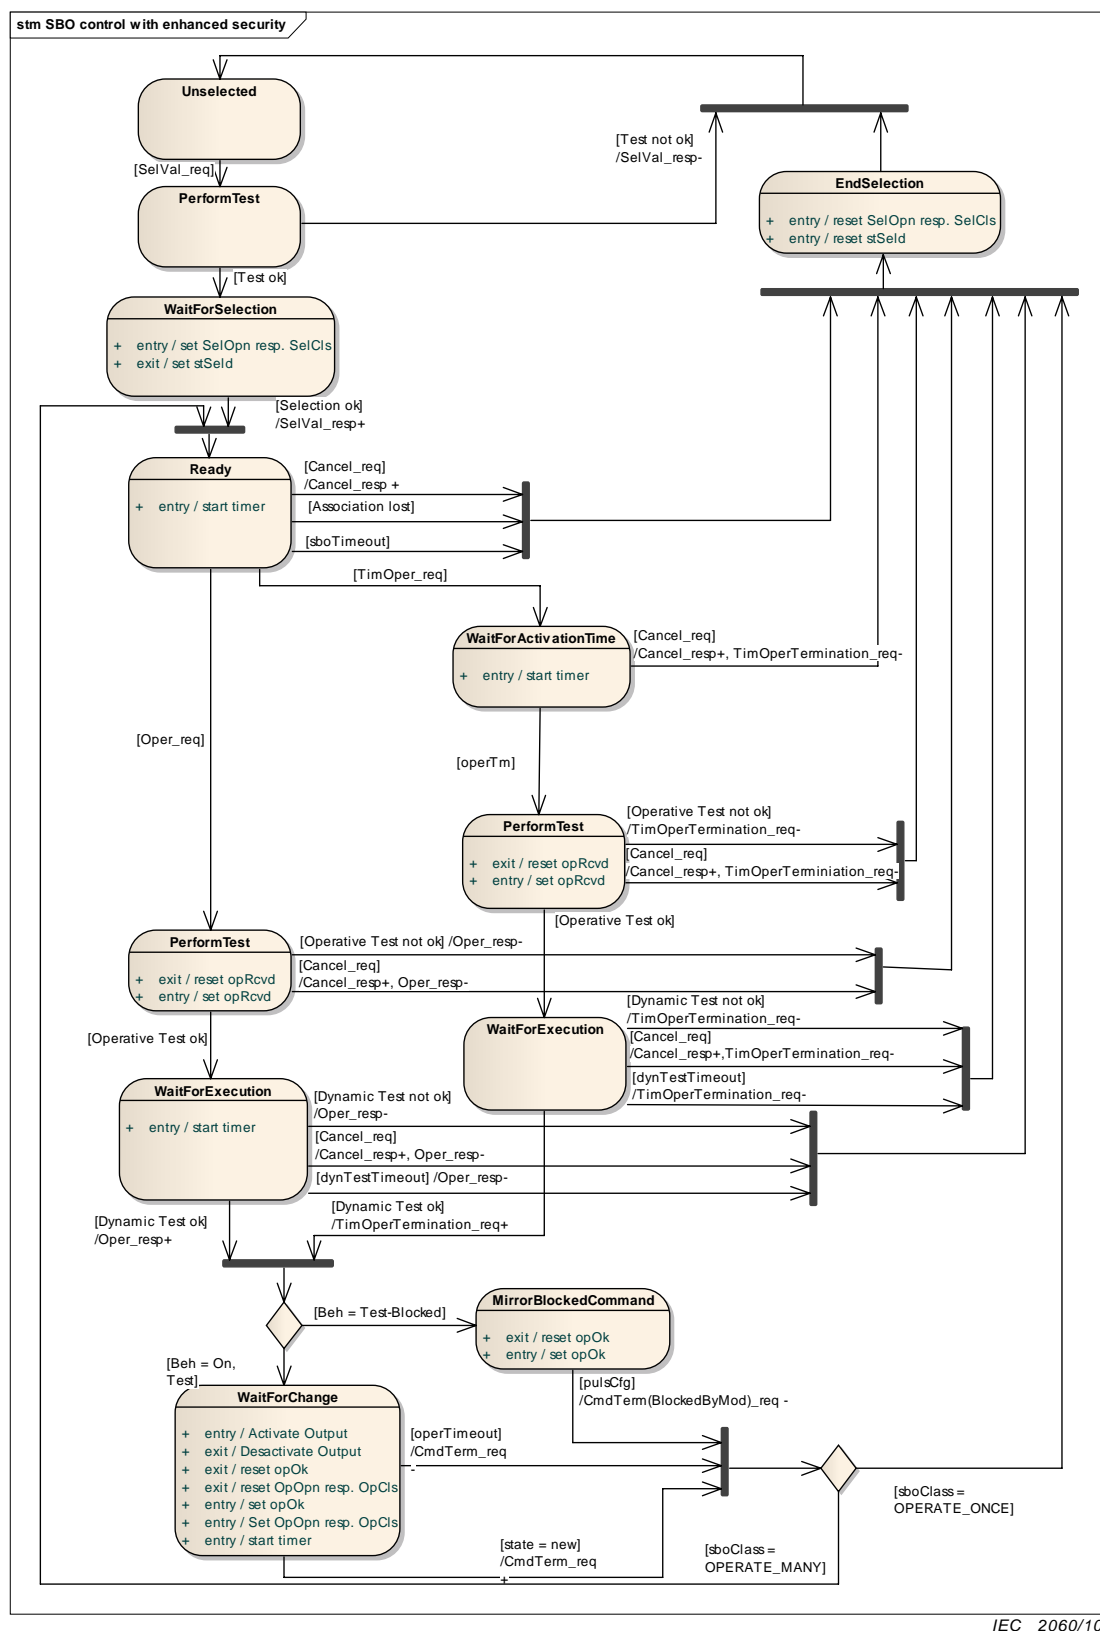 stm SBO control with enhanced security
Unselected
[SelVal_req]
[Test not ok]
/SelVal_resp-
PerformTest
EndSelection
+ entry / reset SelOpn resp. SelCls
+ entry / reset stSeld
[Test ok]
WaitForSelection
+ entry / set SelOpn resp. SelCls
+ exit / set stSeld
[Selection ok]
/SelVal_resp+
Ready
+ entry / start timer
[Cancel_req]
/Cancel_resp +
[Association lost]
[sboTimeout]
[TimOper_req]
WaitForActivationTime
+ entry / start timer
[Cancel_req]
/Cancel_resp+, TimOperTermination_req-
[Oper_req]
[operTm]
PerformTest
+ exit / reset opRcvd
+ entry / set opRcvd
[Operative Test not ok]
/TimOperTermination_req-
[Cancel_req]
/Cancel_resp+, TimOperTerminiation_req-
[Operative Test ok]
PerformTest
+ exit / reset opRcvd
+ entry / set opRcvd
[Operative Test not ok] /Oper_resp-
[Cancel_req]
/Cancel_resp+, Oper_resp-
[Operative Test ok]
WaitForExecution
[Dynamic Test not ok]
/TimOperTermination_req-
[Cancel_req]
/Cancel_resp+,TimOperTermination_req-
[dynTestTimeout]
/TimOperTermination_req-
WaitForExecution
+ entry / start timer
[Dynamic Test not ok]
/Oper_resp-
[Cancel_req]
/Cancel_resp+, Oper_resp-
[dynTestTimeout] /Oper_resp-
[Dynamic Test ok]
/Oper_resp+
[Dynamic Test ok]
/TimOperTermination_req+
[Beh = Test-Blocked]
MirrorBlockedCommand
+ exit / reset opOk
+ entry / set opOk
[Beh = On,
Test]
[pulsCfg]
/CmdTerm(BlockedByMod)_req -
WaitForChange
+ entry / Activate Output
+ exit / Desactivate Output
+ exit / reset opOk
+ exit / reset OpOpn resp. OpCls
+ entry / set opOk
+ entry / Set OpOpn resp. OpCls
+ entry / start timer
[operTimeout]
/CmdTerm_req
-
[state = new]
/CmdTerm_req
+
[sboClass =
OPERATE_ONCE]
[sboClass =
OPERATE_MANY]
IEC 2060/10